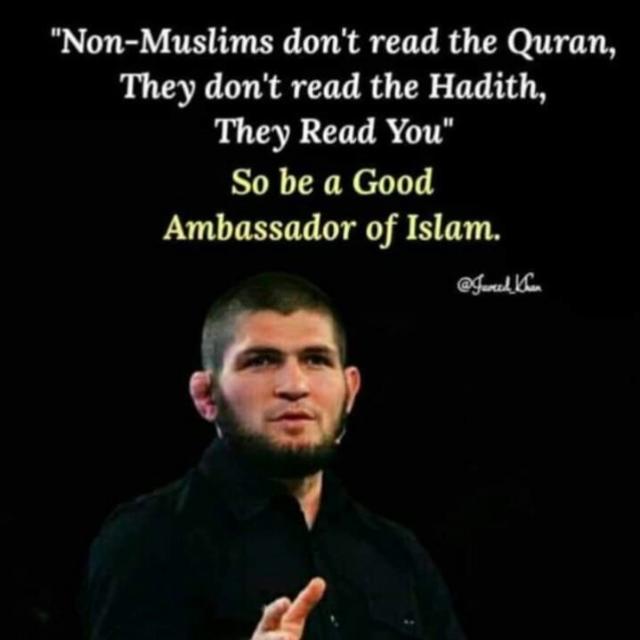 "Non-Muslims don't read the Quran,
They don't read the Hadith,
They Read You"
So be a Good
Ambassador of Islam.